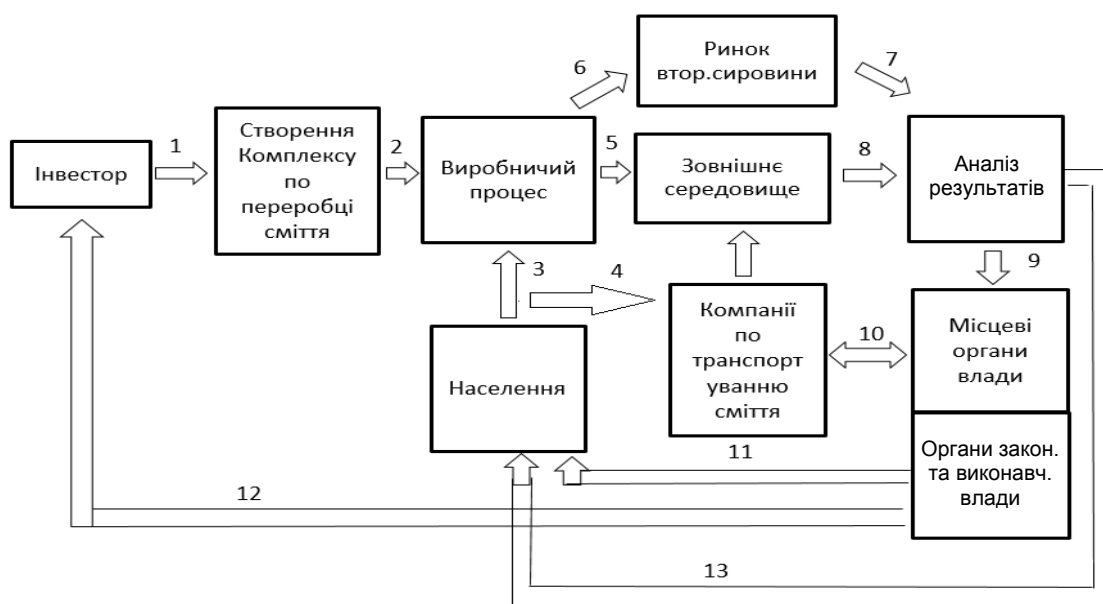 Ринок
втор.сировини
6
7
Створення
Комплексу
по
переробці
сміття
1
2
Інвестор
Виробничий
процес
5
Зовнішнє
середовище
8
Аналіз
результатів
3
4
9
Компанії
по
транспорт
уванню
сміття
10
Місцеві
органи
влади
Населення
11
Органи закон.
та виконавч.
влади
12
13